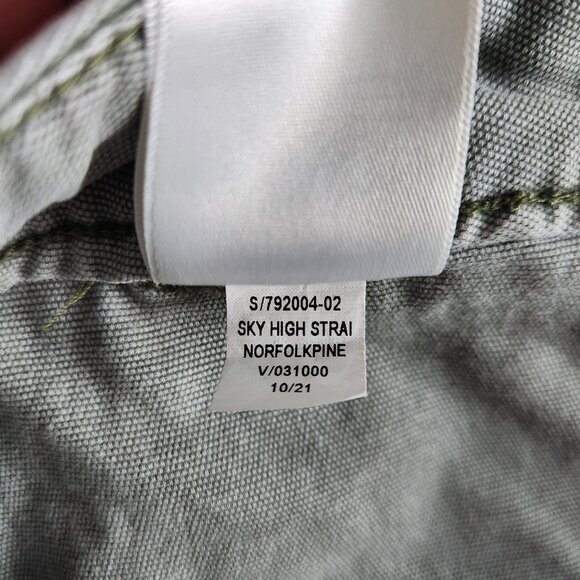 S/792004-02
SKY HIGH STRAI
NORFOLKPINE
V/031000
10/21